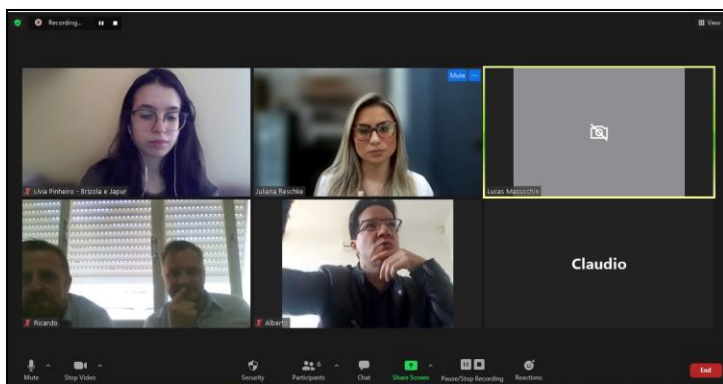 Recording...
View
Mute ...
Livia Pinheiro - Brizola e Japur
Juliana Reschke
Lucas Massochin
Ricardo
Alberto
Claudio
Mute
Stop Video
Security
Participants 6
Chat
Share Screen
Pause/Stop Recording
Reactions
End